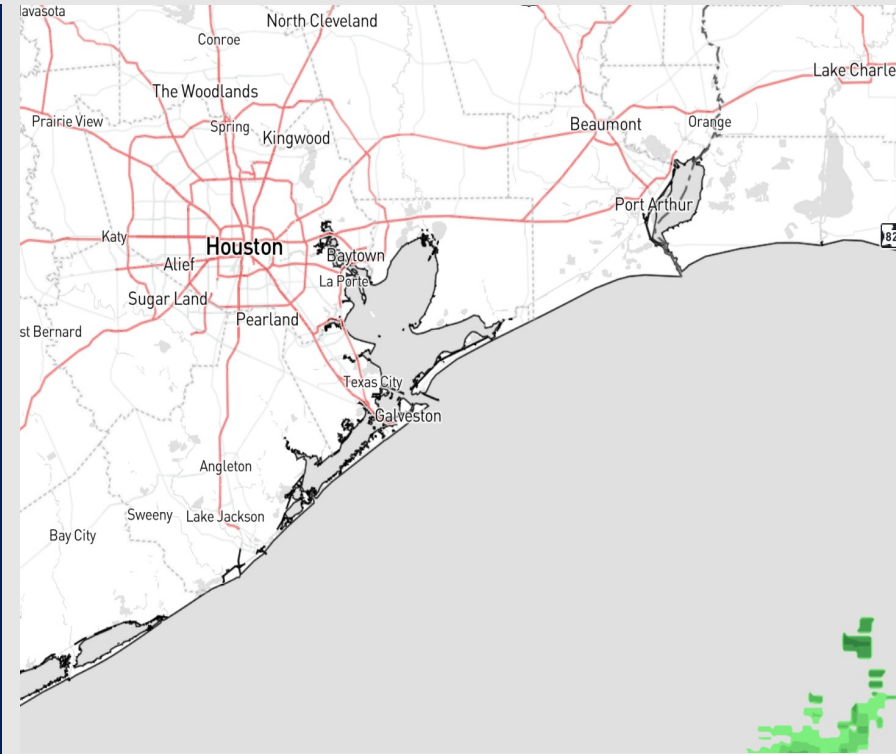 North Cleveland
Conroe
Lake Charle
The Woodlands
Prairie View
Spring
Kingwood
Beaumont
Orange
Port Arthur
Katy
Houston
82
Alief
Baytown
La Porte
Sugar Land
Pearland
st Bernard
Texas City
Galveston
Angleton
Sweeny
Lake Jackson
Bay City